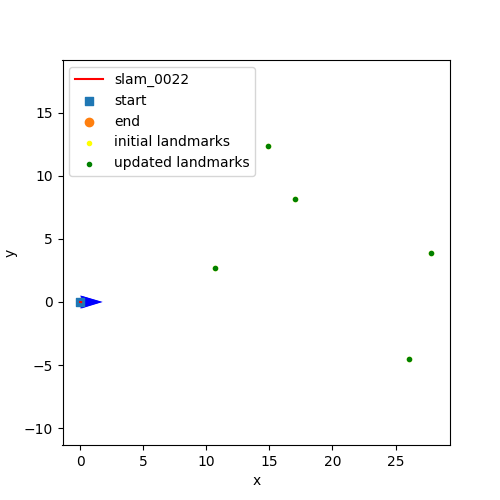 slam_0022
start
end
initial landmarks
updated landmarks
15
10
5
0
−5
−10
y
0 5 10 15 20 25
x